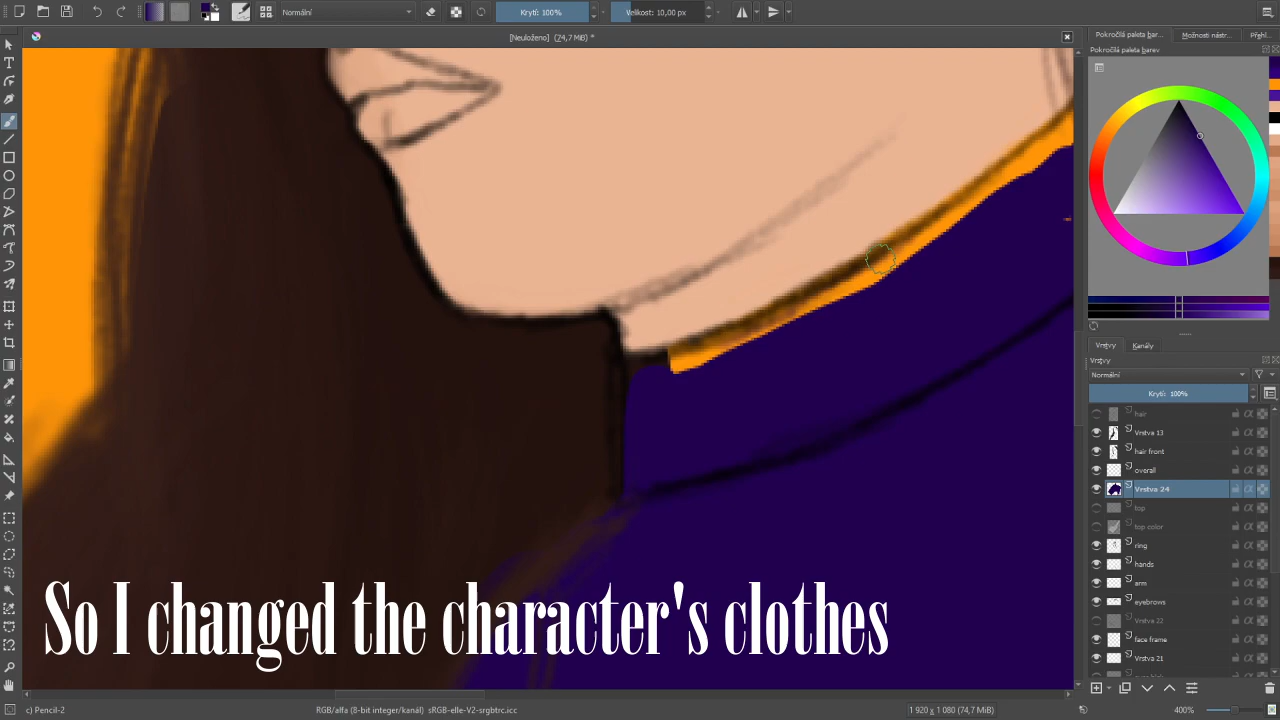 Normální
Krytí: 100%
Velikost: 10,00 px
[Neuloženo] (74,7 MiB) *
Pokročilá paleta bar...
Možnosti nástr...
Přehl...
Pokročilá paleta barev
Vrstvy
Kanály
Vrstvy
Normální
Krytí: 100%
hair
Vrstva 13
hair front
overall
Vrstva 24
top
top color
ring
hands
arm
eyebrows
Vrstva 22
face frame
Vrstva 21
So I changed the character's clothes
c) Pencil-2
RGB/alfa (8-bit integer/kanál) sRGB-elle-V2-srgbtrc.icc
1 920 x 1 080 (74,7 MiB)
400%